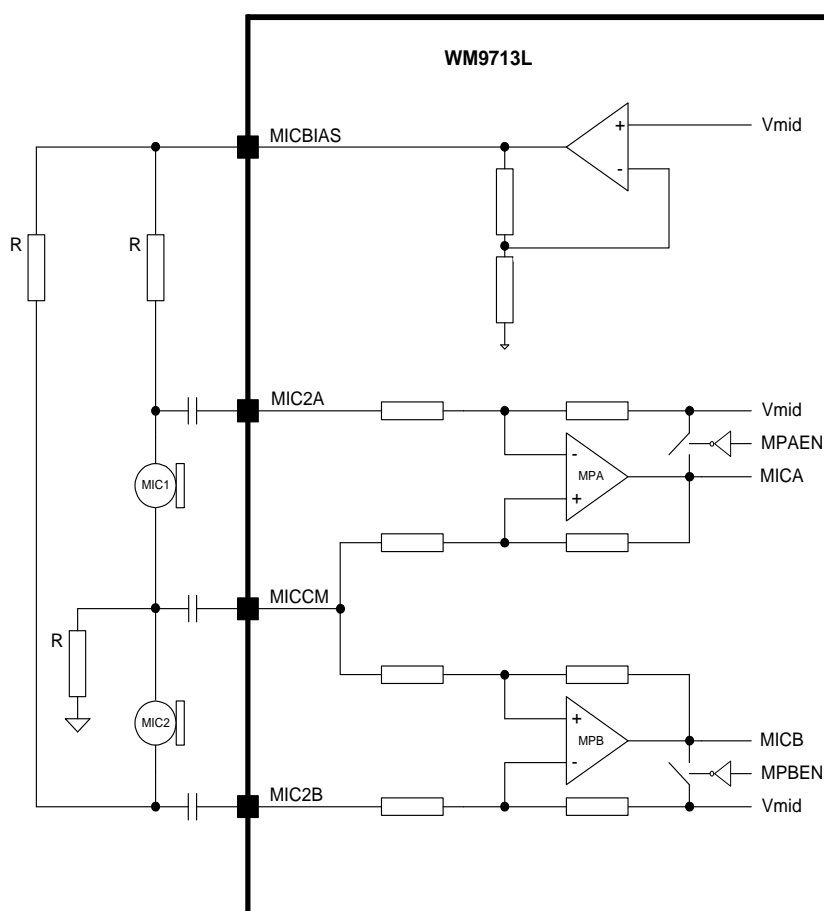 WM9713L
MICBIAS
+
Vmid
-
R
R
MIC2A
Vmid
MPAEN
-
MPA
+
MICA
MIC1
MICCM
R
MIC2
+
MPB
-
MICB
MPBEN
MIC2B
Vmid